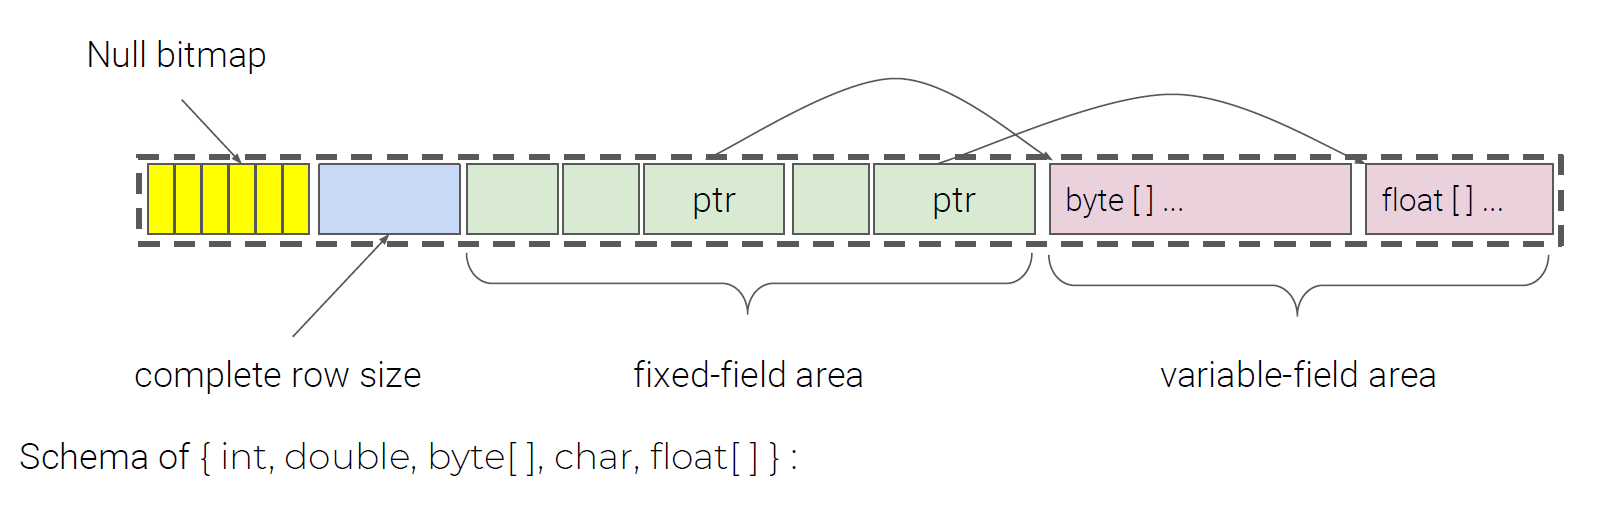 Null bitmap
ptr
ptr
byte [ ] ...
float [ ] ...
complete row size
fixed-field area
variable-field area
Schema of { int, double, byte[ ], char, float[ ] } :